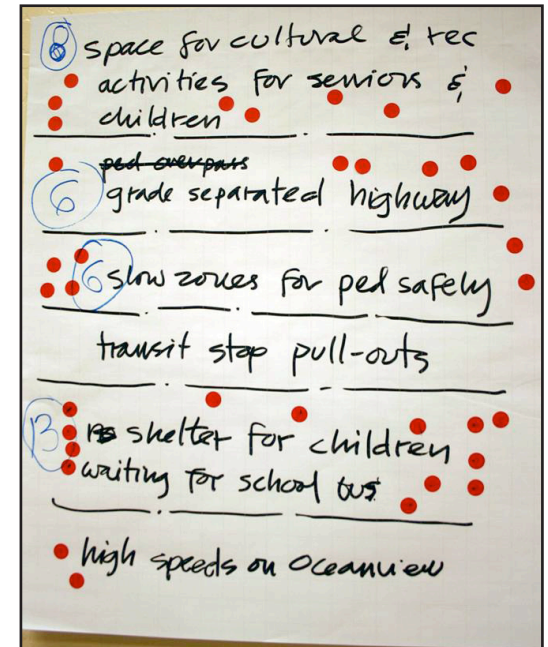 8 space for cultural & rec
activities for seniors &
children
ped overpass
6 grade separated highway
6 slow zones for ped safely
transit stop pull-outs
13 shelter for children
waiting for school bus
high speeds on Oceanview